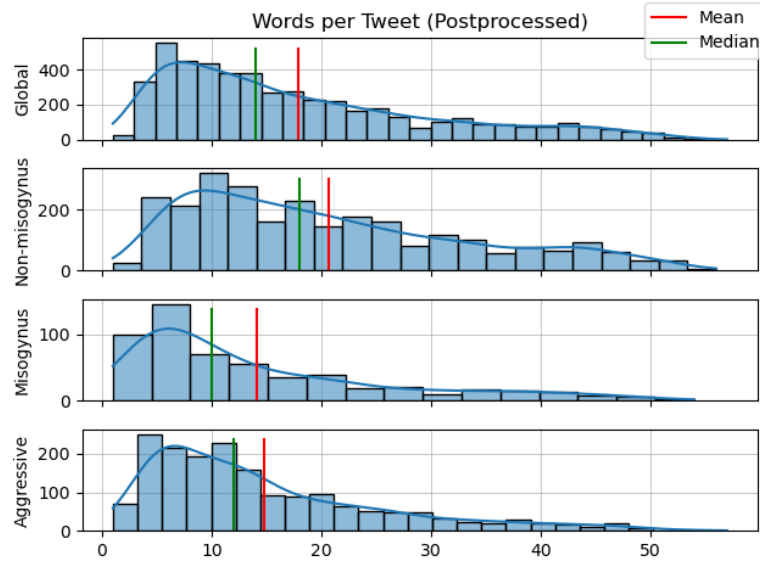 Words per Tweet (Postprocessed)
Mean
Median
Global
400
200
0
Non-misogynus
200
0
Misogynus
100
0
Aggressive
200
100
0
0 10 20 30 40 50